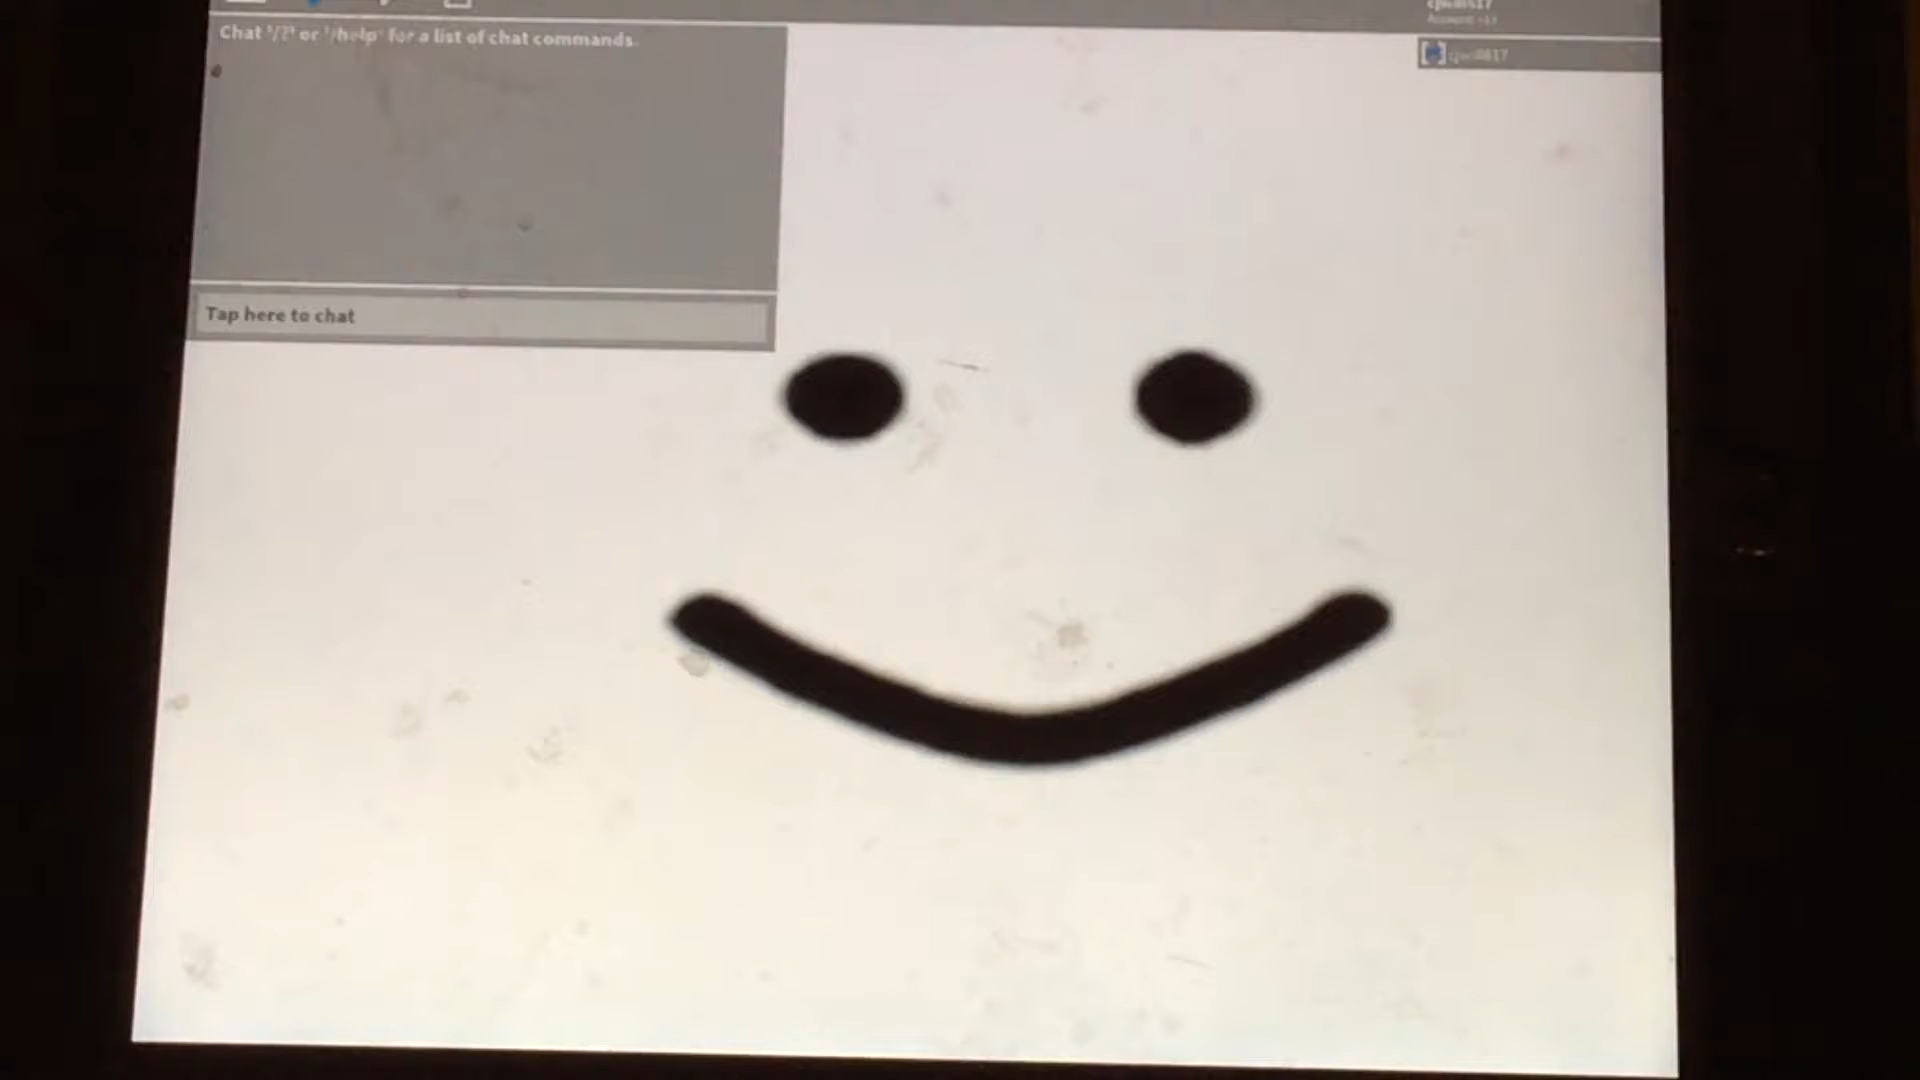 Chat '/?' or '/help' for a list of chat commands.
Tap here to chat